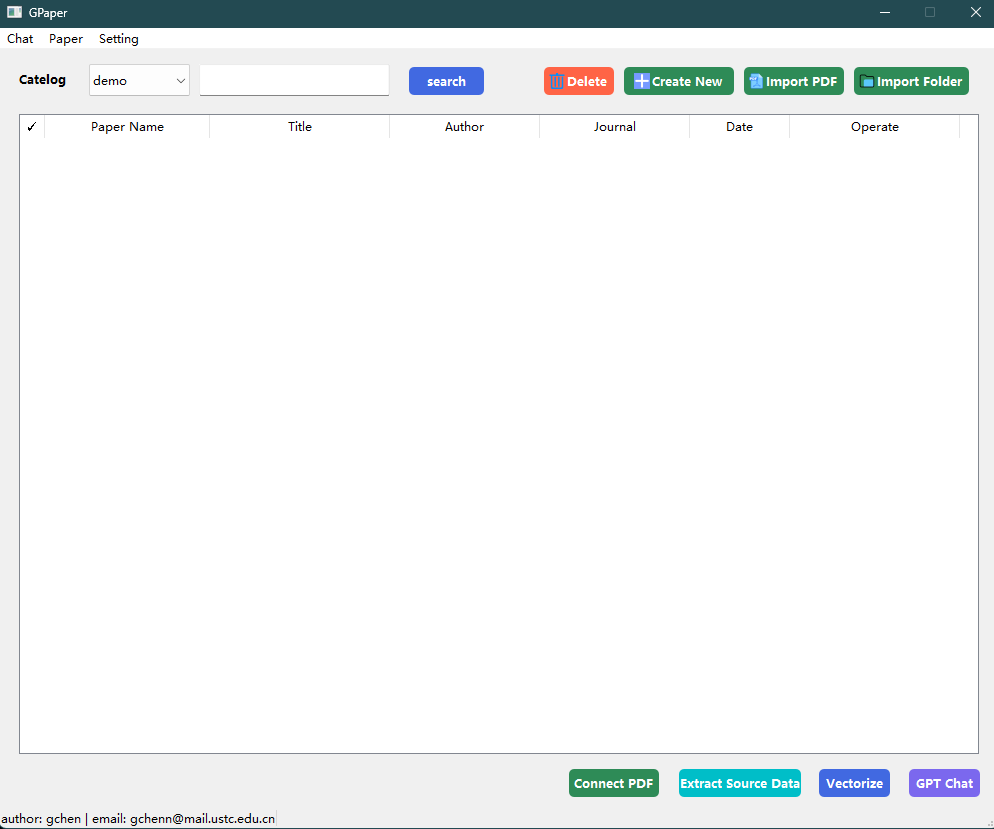 GPaper
Chat Paper Setting
Catelog demo search Delete Create New Import PDF Import Folder
✓ Paper Name Title Author Journal Date Operate
Connect PDF Extract Source Data Vectorize GPT Chat
author: gchen | email: gchenn@mail.ustc.edu.cn